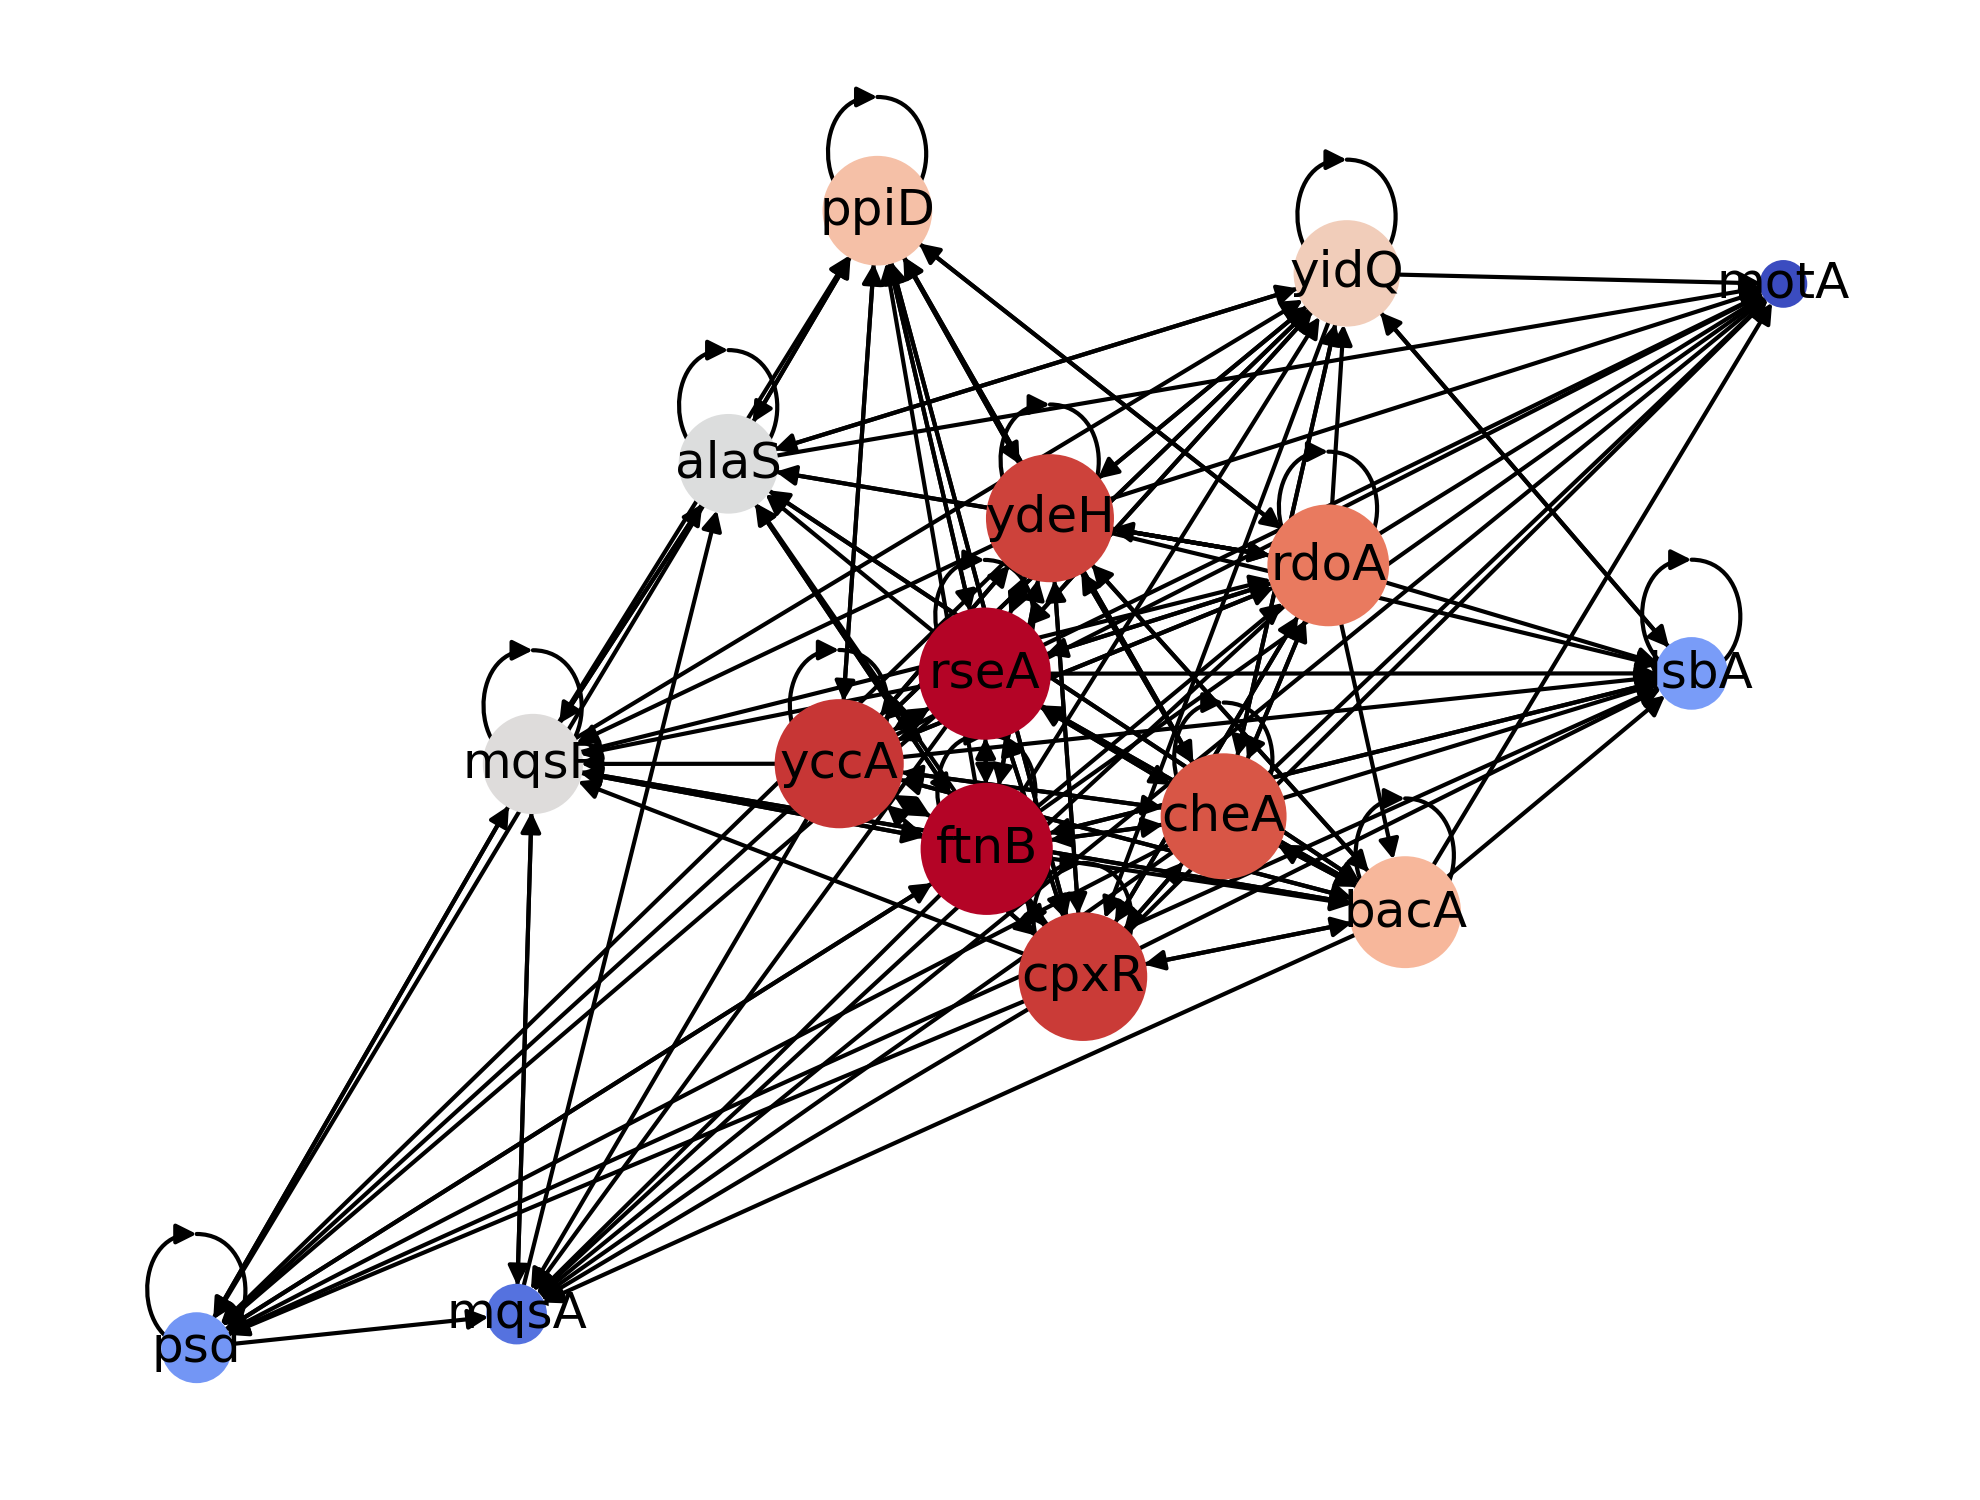 ppiD
yidQ
motA
alaS
ydeH
rdoA
rseA
dsbA
mqsR
yccA
cheA
ftnB
bacA
cpxR
mqsA
psd